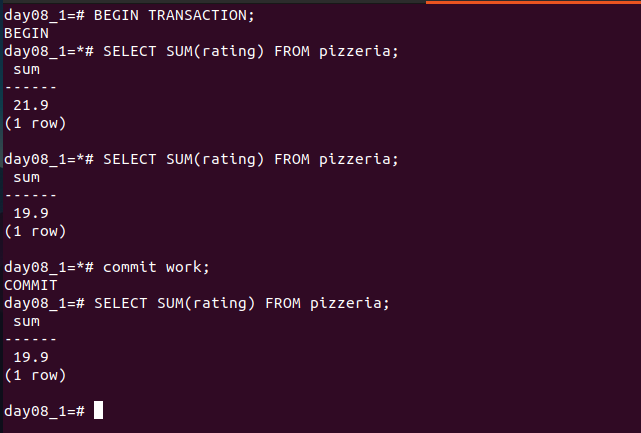 day08_1=# BEGIN TRANSACTION;
BEGIN
day08_1=*# SELECT SUM(rating) FROM pizzeria;
 sum
------
 21.9
(1 row)

day08_1=*# SELECT SUM(rating) FROM pizzeria;
 sum
------
 19.9
(1 row)

day08_1=*# commit work;
COMMIT
day08_1=# SELECT SUM(rating) FROM pizzeria;
 sum
------
 19.9
(1 row)

day08_1=#